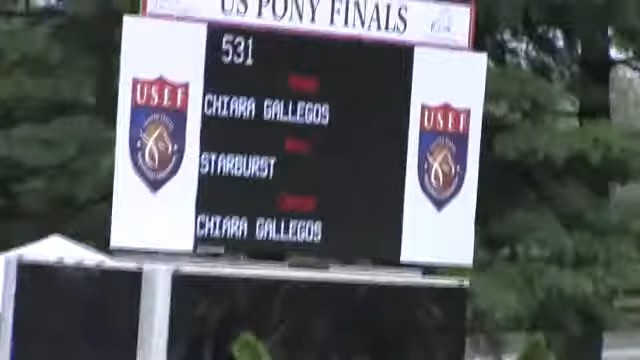 US PONY FINALS
531
CHIARA GALLEGOS
STARBURST
CHIARA GALLEGOS
USEF
USEF